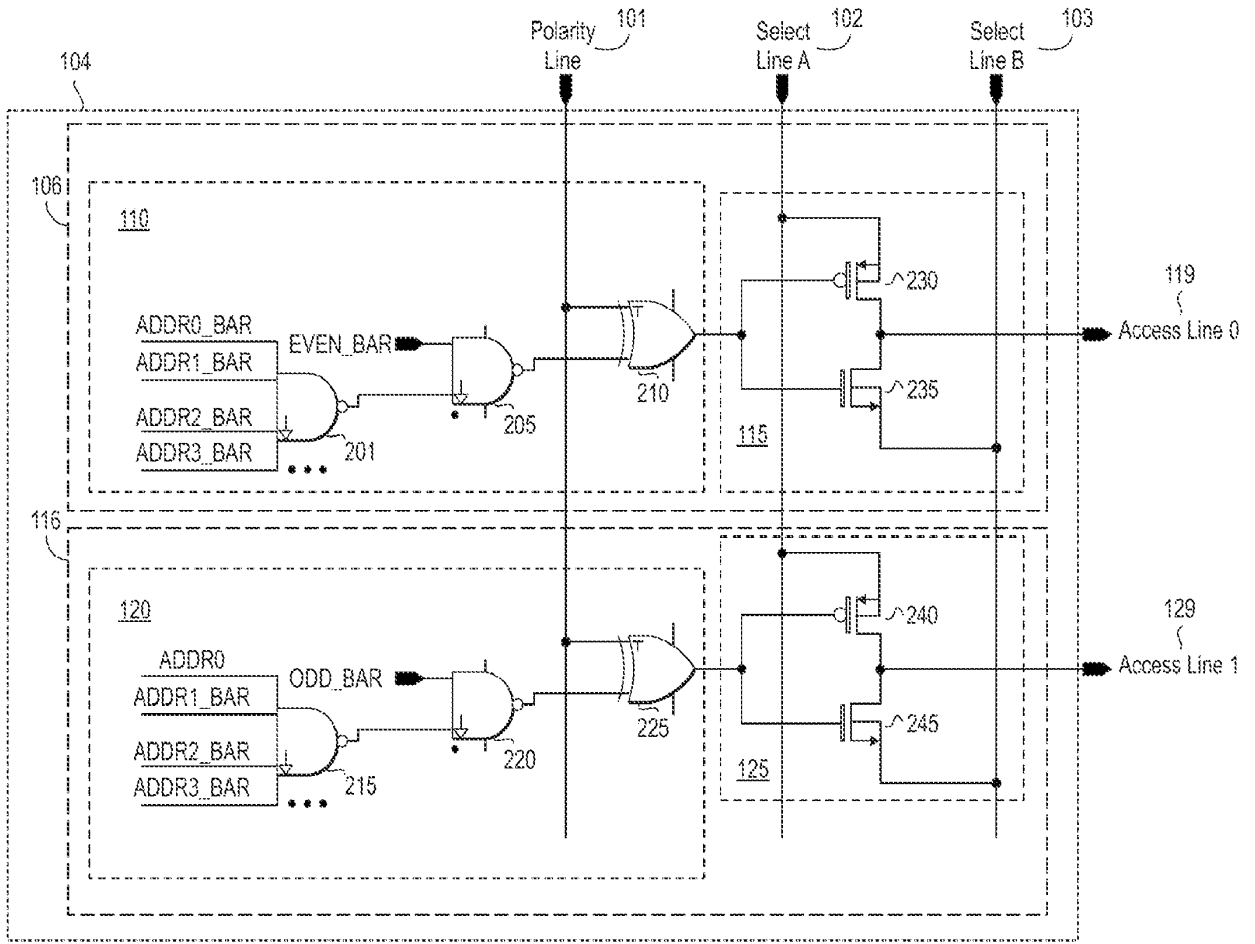 Polarity Line 101
Select Line A 102
Select Line B 103
104
106
110
ADDR0_BAR
ADDR1_BAR
ADDR2_BAR
ADDR3_BAR
201
EVEN_BAR
205
210
230
235
115
119
Access Line 0
116
120
ADDR0
ADDR1_BAR
ADDR2_BAR
ADDR3_BAR
215
ODD_BAR
220
225
240
245
125
129
Access Line 1